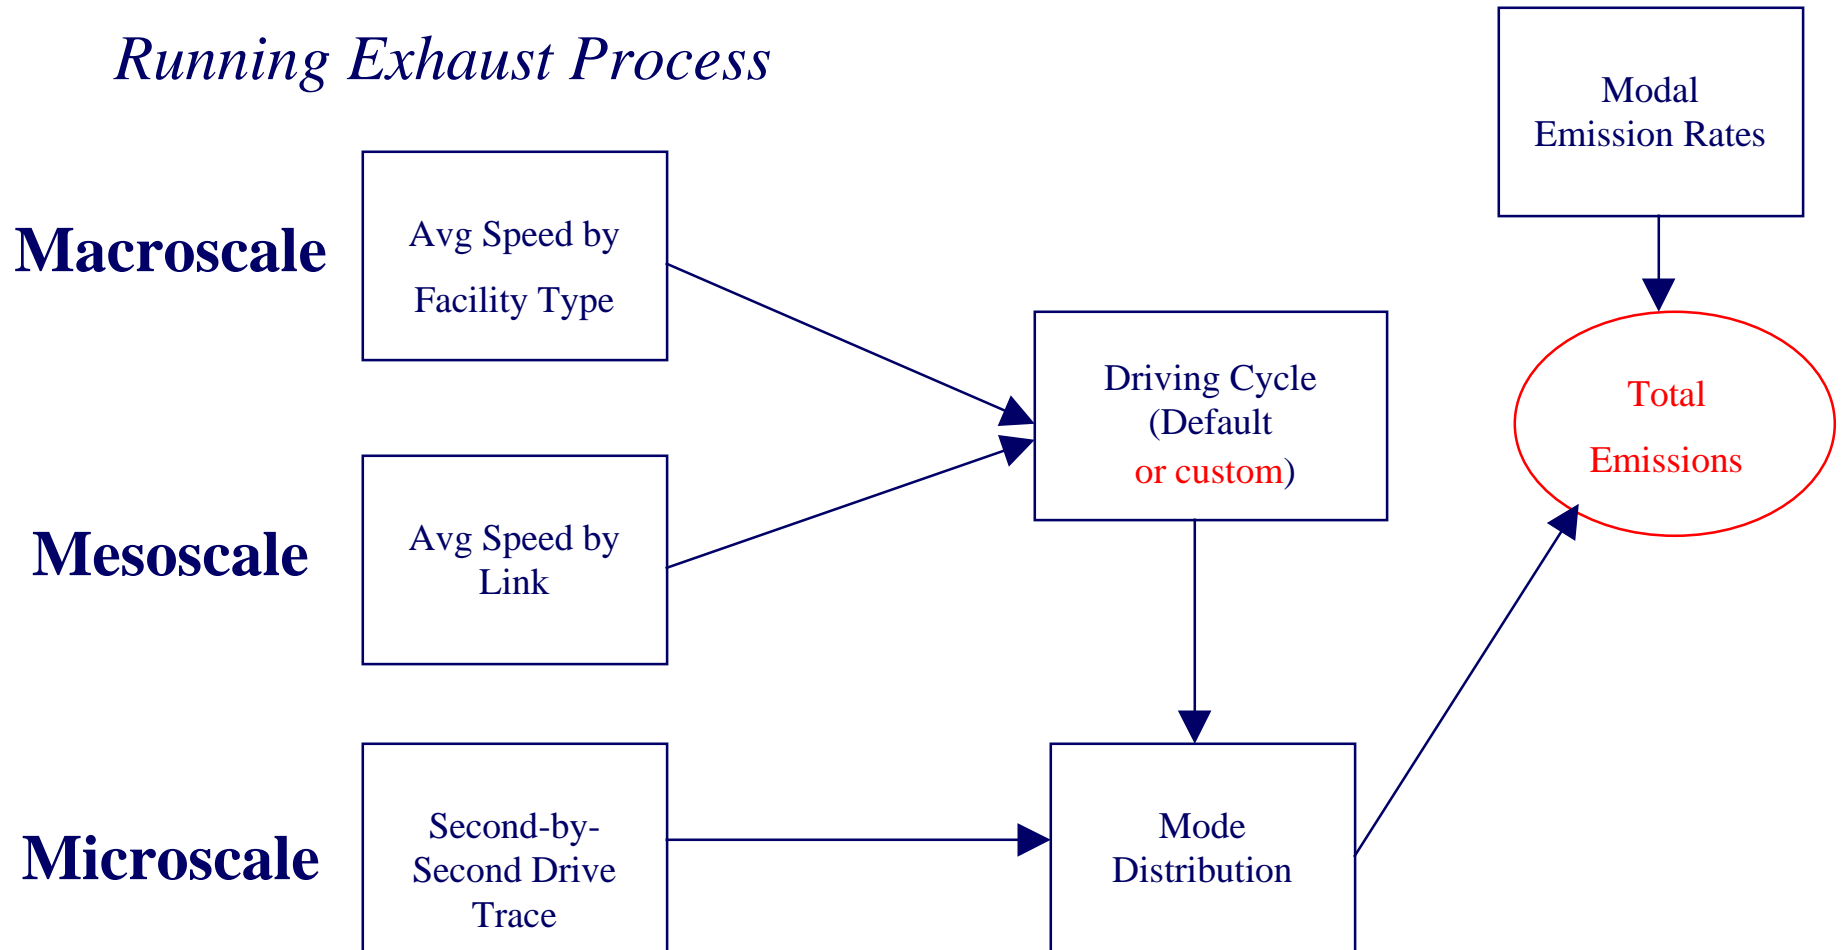 Running Exhaust Process
Modal
Emission Rates
Macroscale
Avg Speed by
Facility Type
Driving Cycle
(Default
or custom)
Total
Emissions
Mesoscale
Avg Speed by
Link
Microscale
Second-by-
Second Drive
Trace
Mode
Distribution